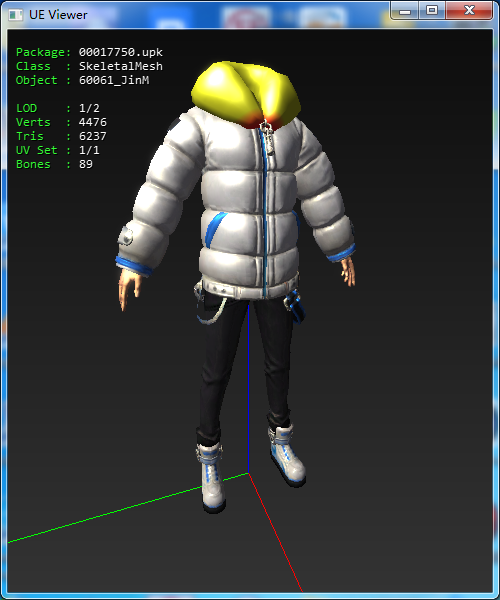 UE Viewer
Package: 00017750.upk
Class  : SkeletalMesh
Object : 60061_JinM
LOD    : 1/2
Verts  : 4476
Tris   : 6237
UV Set : 1/1
Bones  : 89